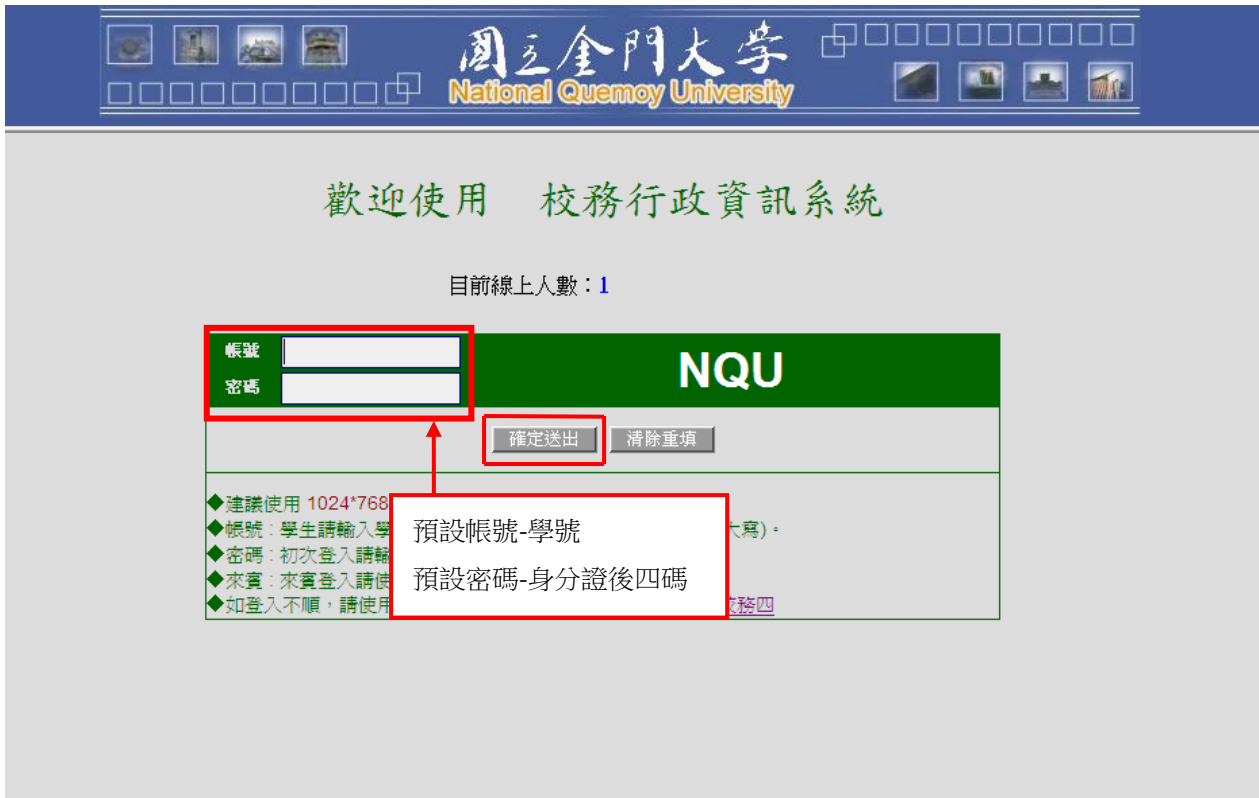 國立金門大学
National Quemoy University
歡迎使用 校務行政資訊系統
目前線上人數：1
帳號
密碼
NQU
確定送出 清除重填
◆建議使用 1024*768
◆帳號：學生請輸入學 大寫)。
◆密碼：初次登入請輸
◆來賓：來賓登入請使
◆如登入不順，請使用 校務四
預設帳號-學號
預設密碼-身分證後四碼